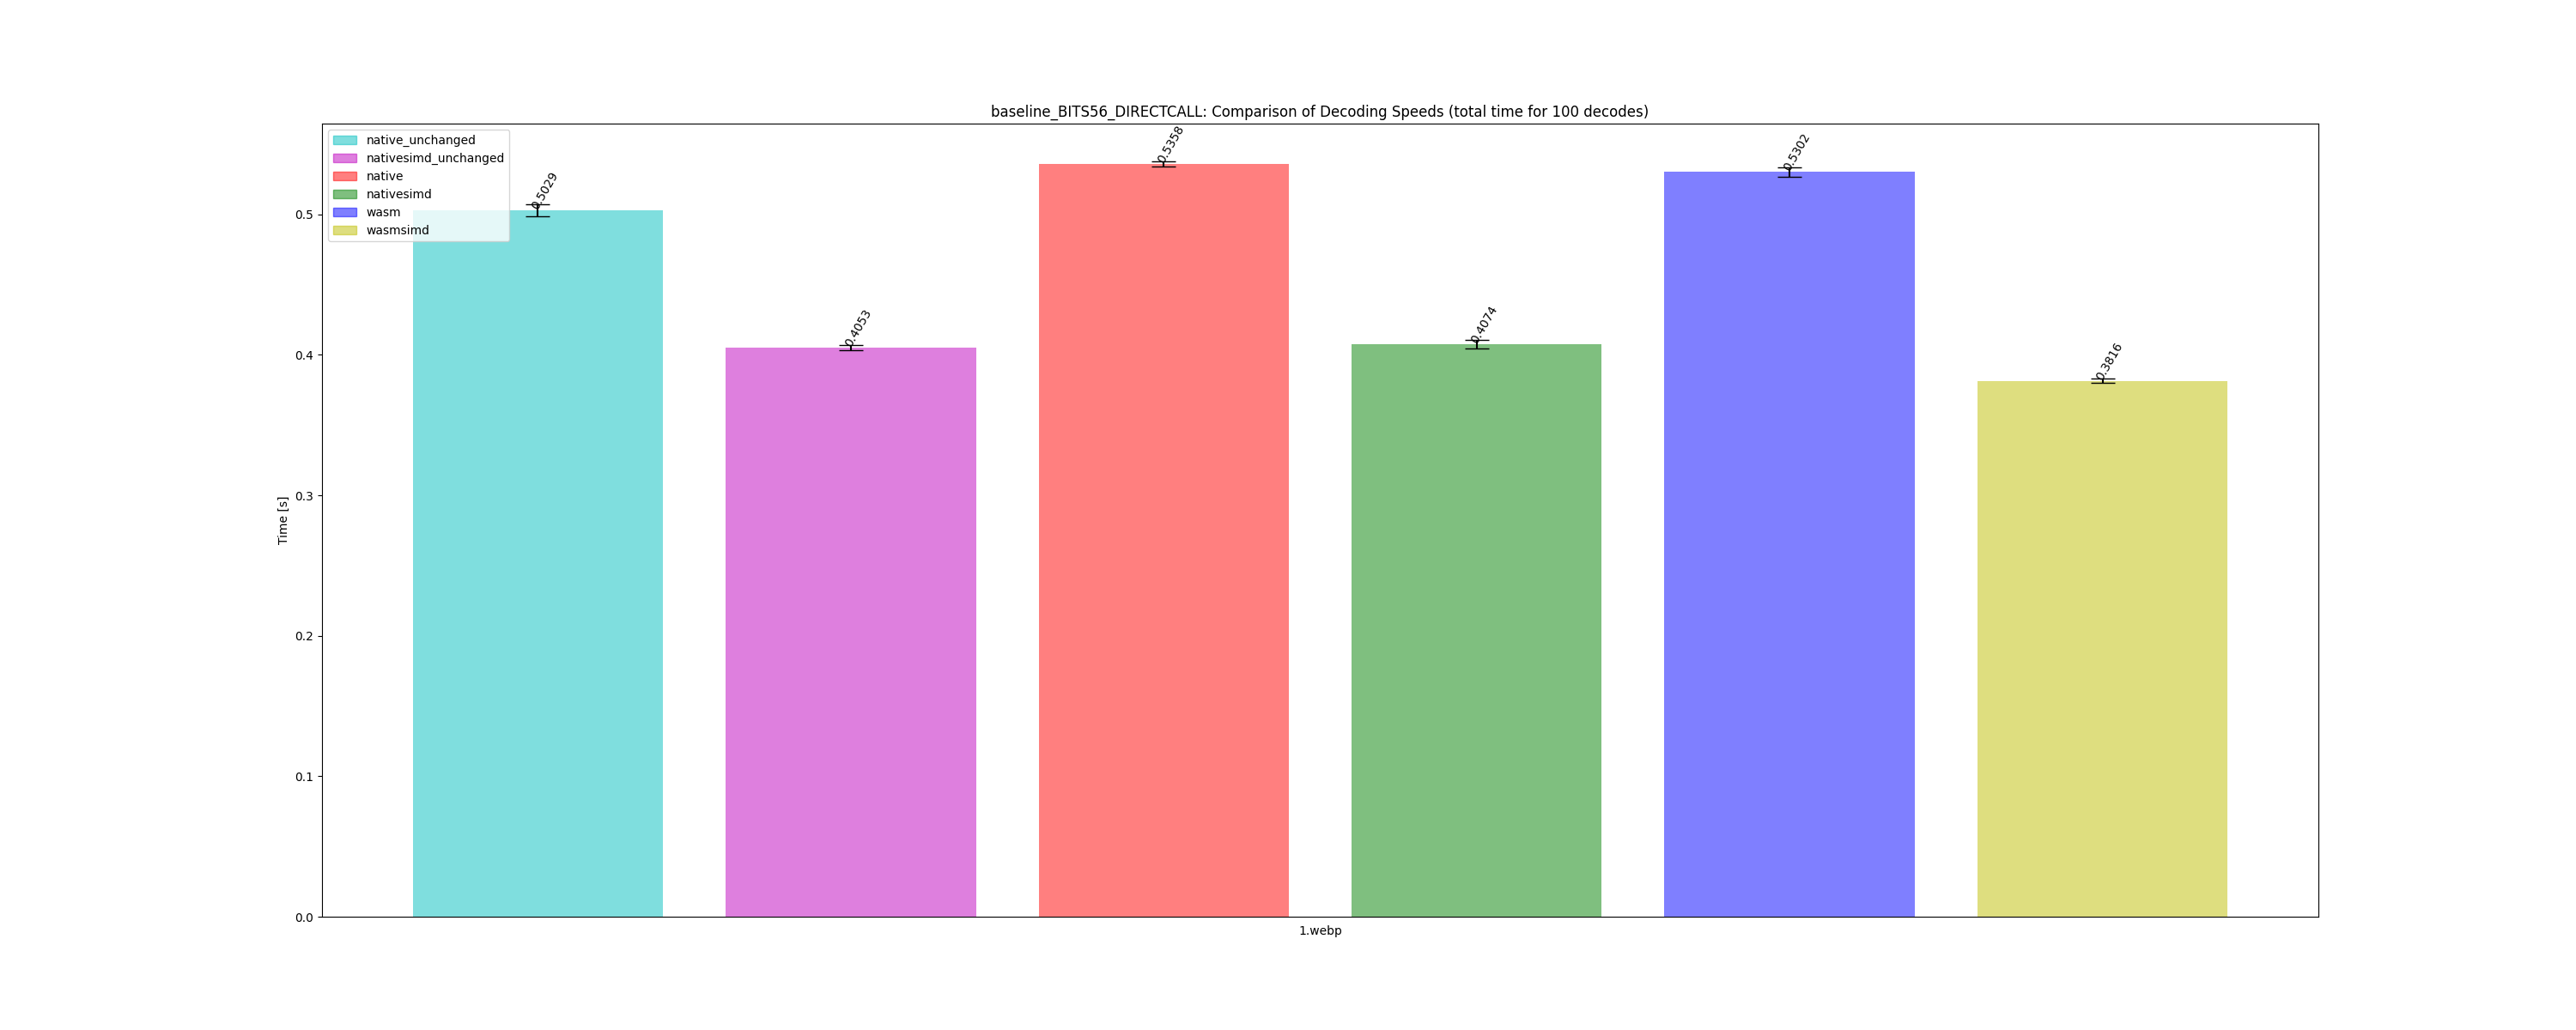 baseline_BITS56_DIRECTCALL: Comparison of Decoding Speeds (total time for 100 decodes)
native_unchanged
nativesimd_unchanged
native
nativesimd
wasm
wasmsimd
0.5029
0.4053
0.5358
0.4074
0.5302
0.3816
Time [s]
0.5
0.4
0.3
0.2
0.1
0.0
1.webp